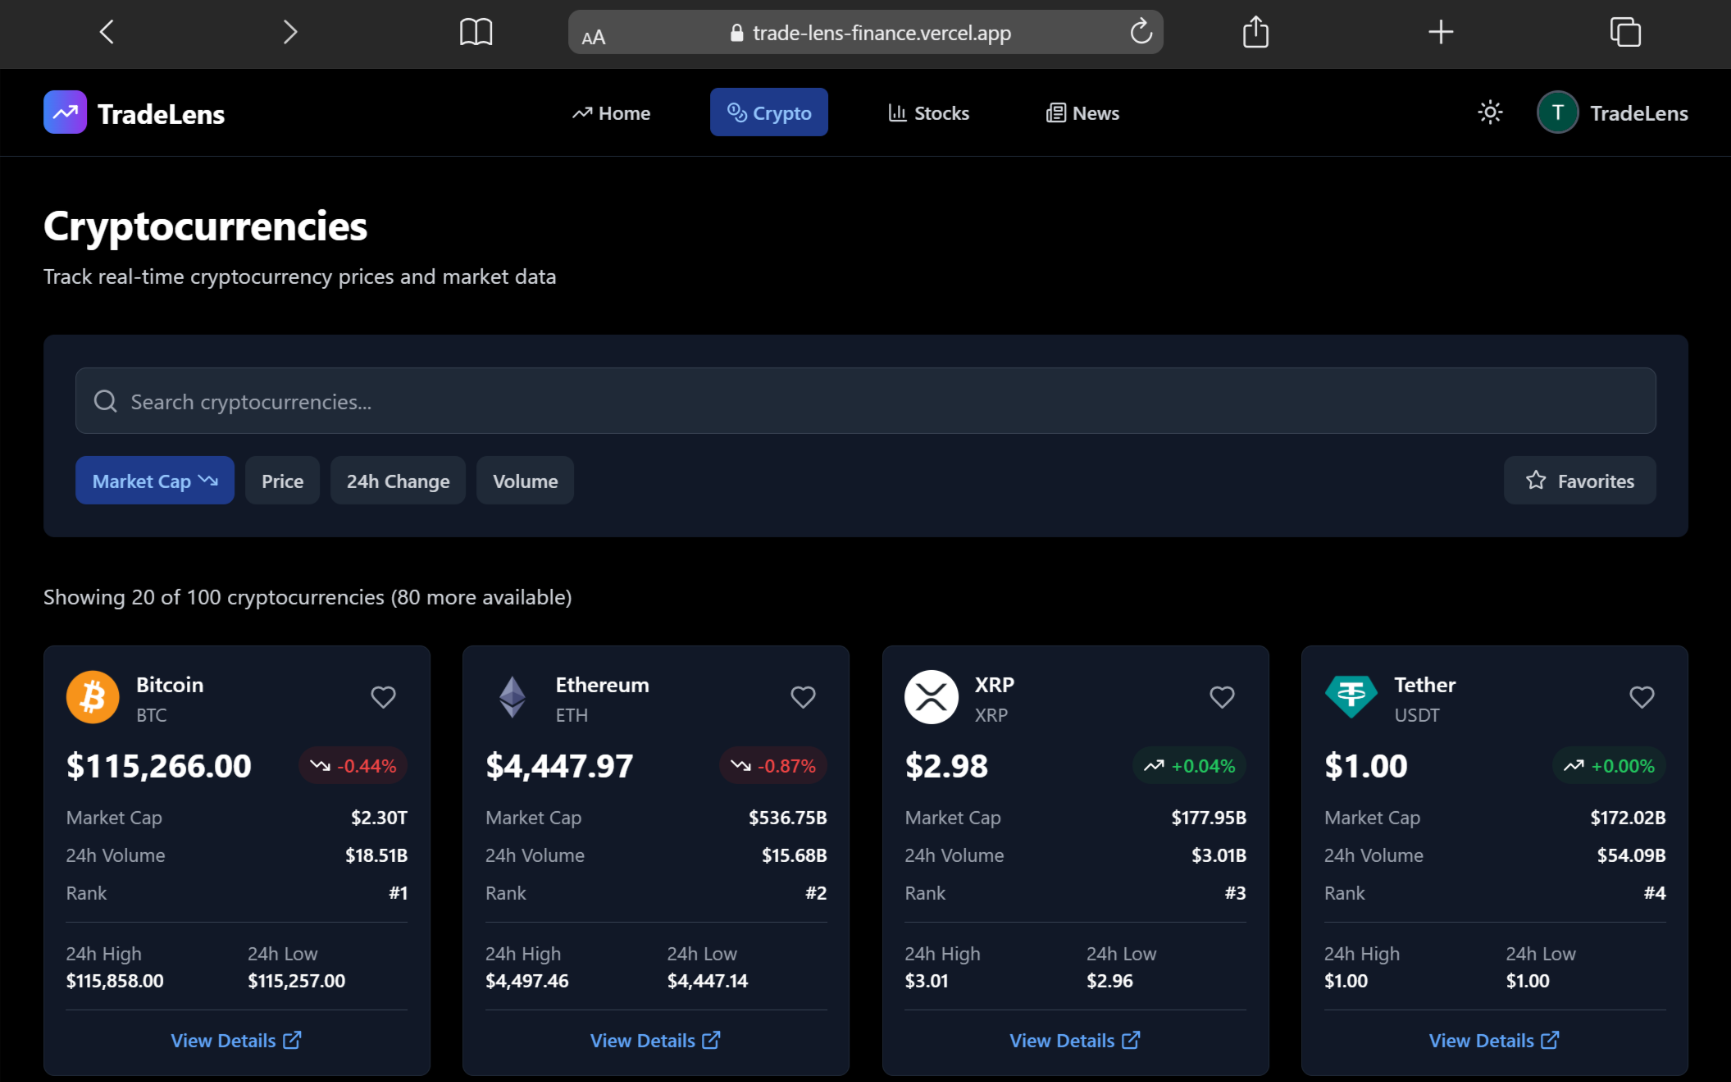 AA trade-lens-finance.vercel.app
TradeLens Home Crypto Stocks News T TradeLens
Cryptocurrencies
Track real-time cryptocurrency prices and market data
Search cryptocurrencies...
Market Cap Price 24h Change Volume Favorites
Showing 20 of 100 cryptocurrencies (80 more available)
Bitcoin
BTC
$115,266.00 -0.44%
Market Cap $2.30T
24h Volume $18.51B
Rank #1
24h High 24h Low
$115,858.00 $115,257.00
View Details
Ethereum
ETH
$4,447.97 -0.87%
Market Cap $536.75B
24h Volume $15.68B
Rank #2
24h High 24h Low
$4,497.46 $4,447.14
View Details
XRP
XRP
$2.98 +0.04%
Market Cap $177.95B
24h Volume $3.01B
Rank #3
24h High 24h Low
$3.01 $2.96
View Details
Tether
USDT
$1.00 +0.00%
Market Cap $172.02B
24h Volume $54.09B
Rank #4
24h High 24h Low
$1.00 $1.00
View Details